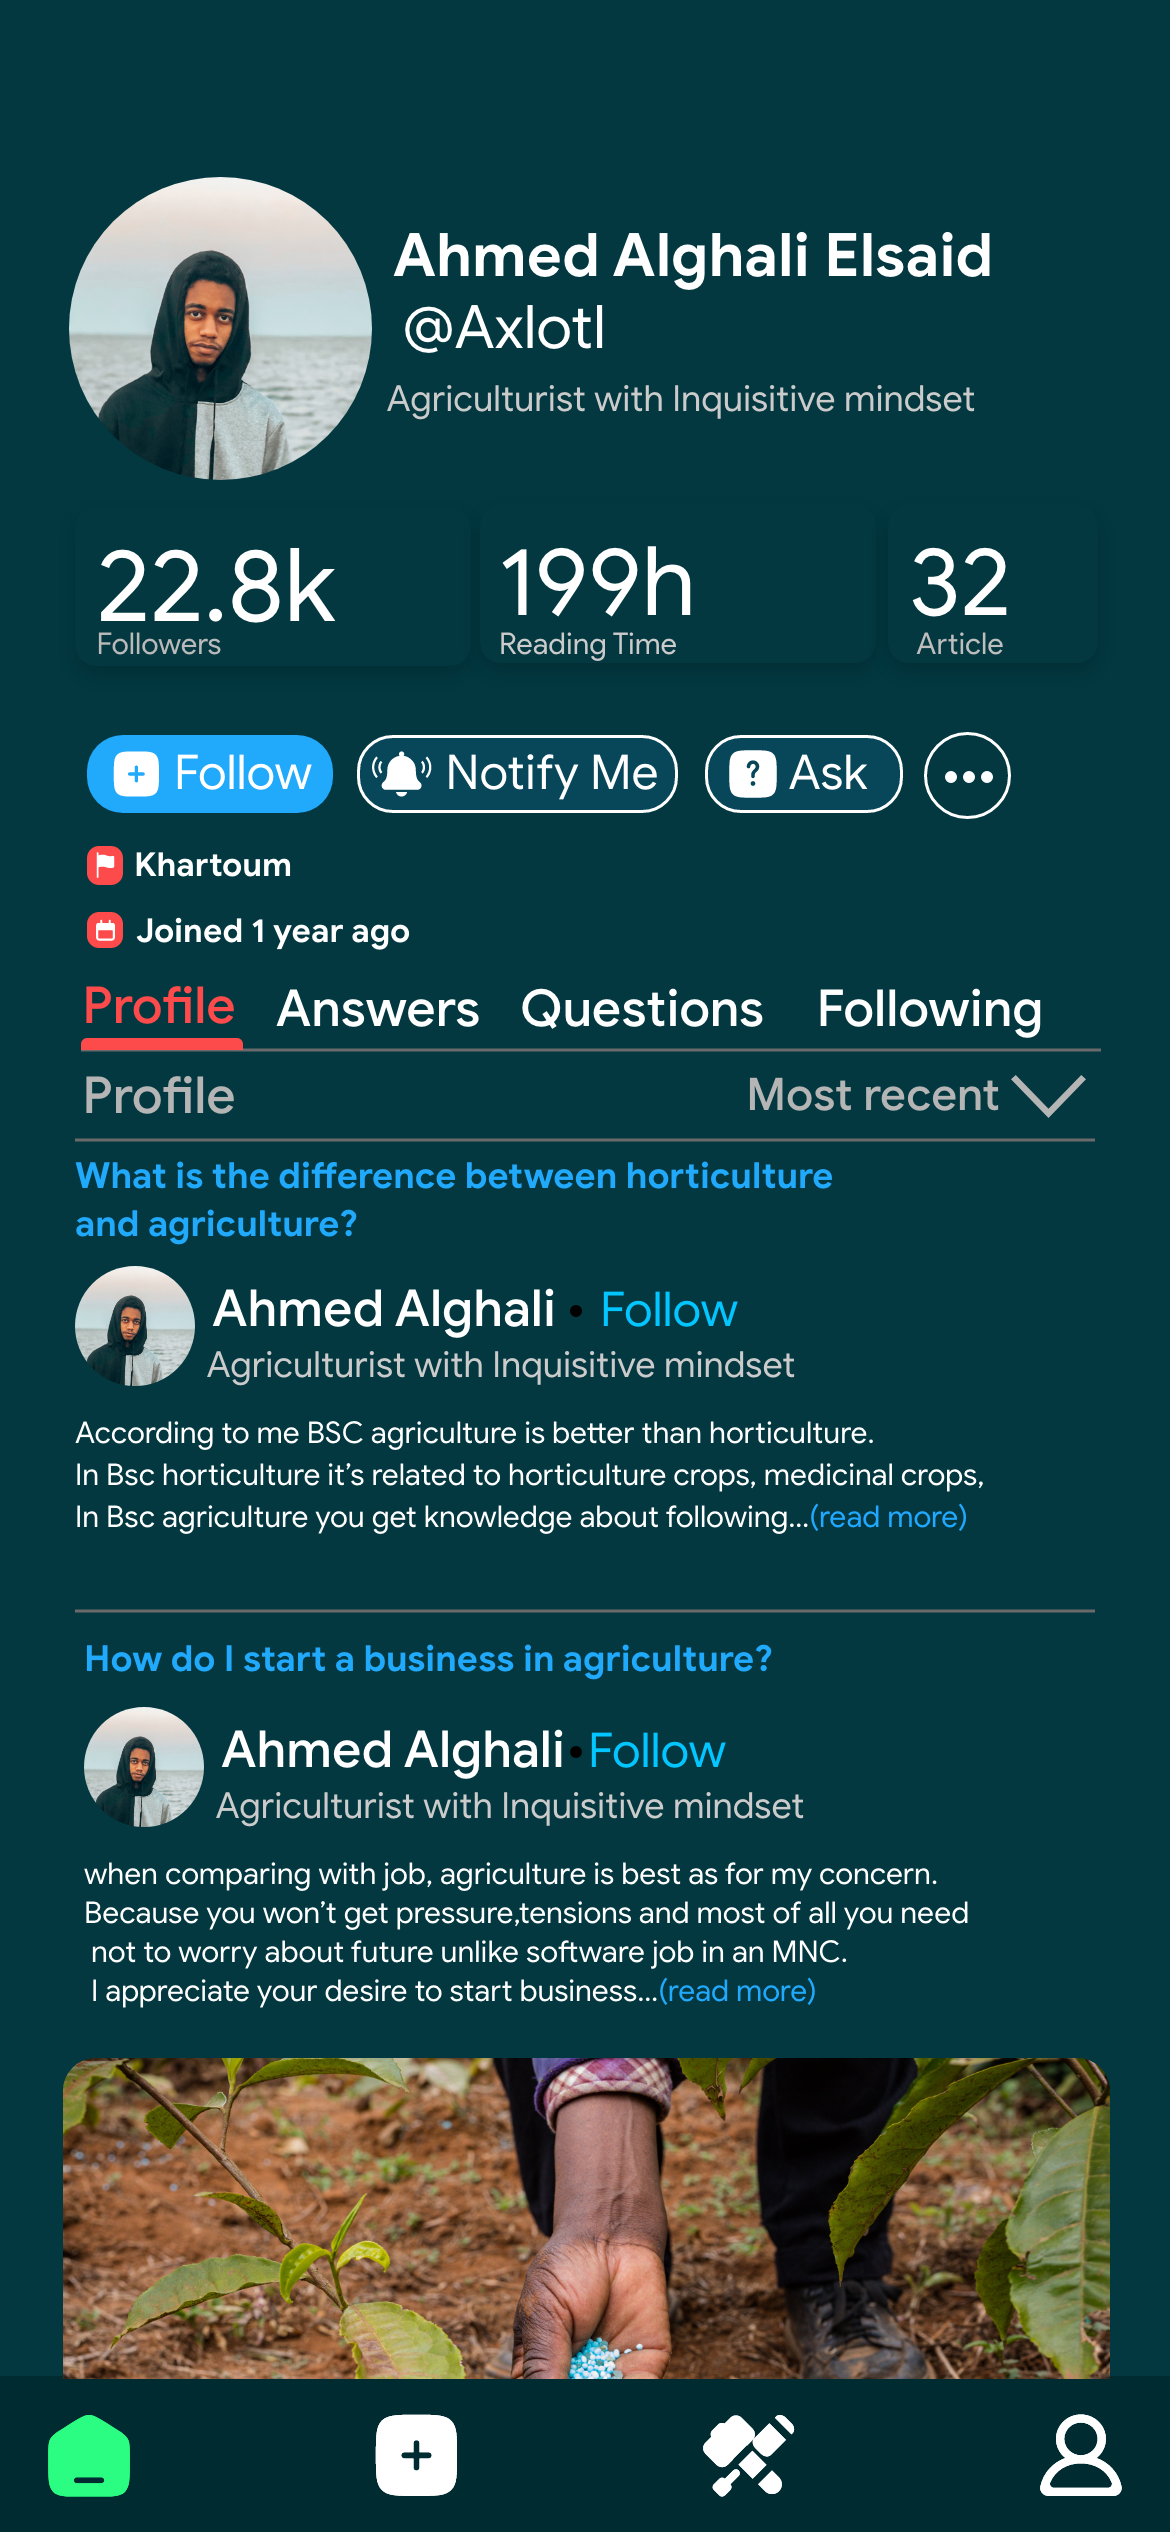 Ahmed Alghali Elsaid
@Axlotl
Agriculturist with Inquisitive mindset
22.8k
Followers
199h
Reading Time
32
Article
Follow
Notify Me
Ask
Khartoum
Joined 1 year ago
Profile Answers Questions Following
Profile Most recent
What is the difference between horticulture
and agriculture?
Ahmed Alghali • Follow
Agriculturist with Inquisitive mindset
According to me BSC agriculture is better than horticulture.
In Bsc horticulture it's related to horticulture crops, medicinal crops,
In Bsc agriculture you get knowledge about following...(read more)
How do I start a business in agriculture?
Ahmed Alghali•Follow
Agriculturist with Inquisitive mindset
when comparing with job, agriculture is best as for my concern.
Because you won't get pressure,tensions and most of all you need
not to worry about future unlike software job in an MNC.
I appreciate your desire to start business...(read more)